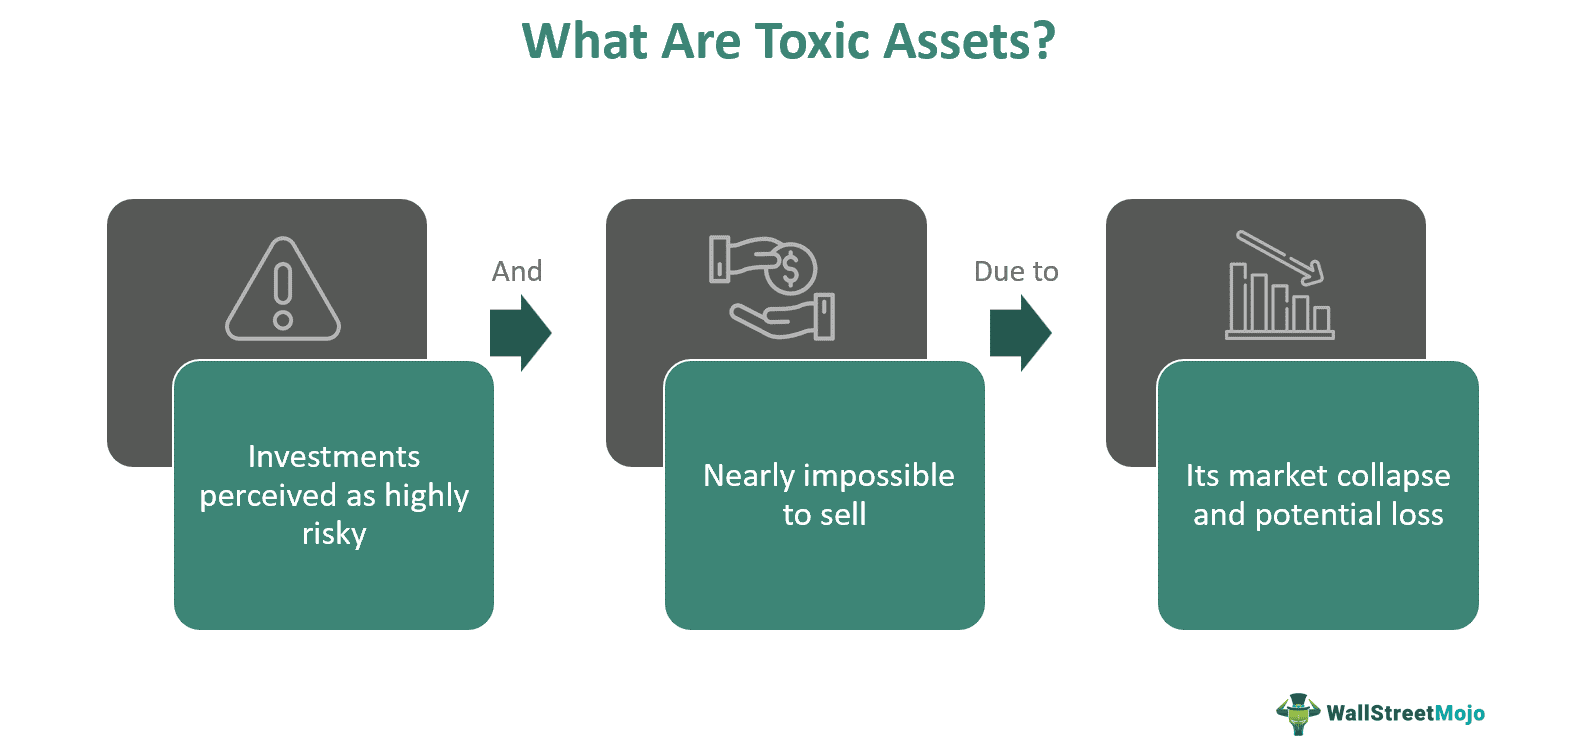 What Are Toxic Assets?
And
Due to
Investments
perceived as highly
risky
Nearly impossible
to sell
Its market collapse
and potential loss
WallStreetMojo